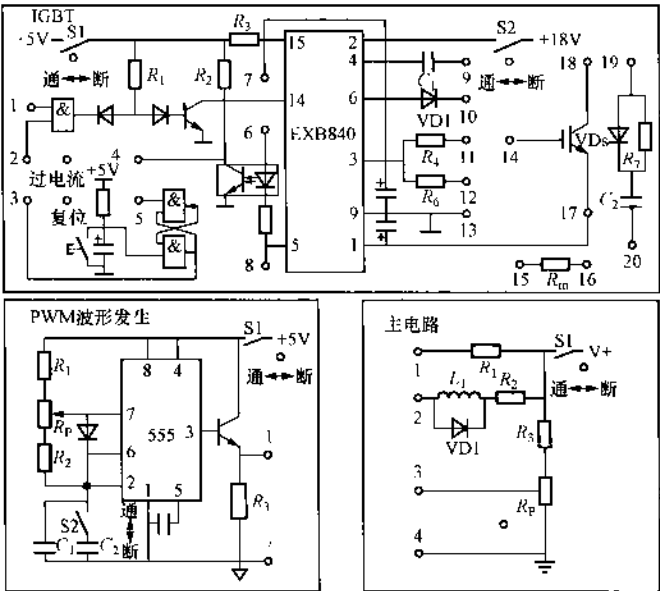 IGBT
+5V
S1
R3
15
2
S2
+18V
4
9
18
19
通
断
R1
R2
7
C1
通
断
1
&
14
6
VD1
10
6
EXB840
11
14
VDS
R7
2
过电流
4
3
R4
+5V
R6
12
C2
3
5
&
17
复位
&
9
13
E
5
1
8
15
Rm
16
20
PWM波形发生
S1
+5V
R1
8
4
通
断
RP
7
555
3
R2
6
1
2
1
5
R3
S2
通
断
C1
C2
主电路
S1
V+
1
R1
通
断
L1
R2
2
VD1
R3
3
RP
4